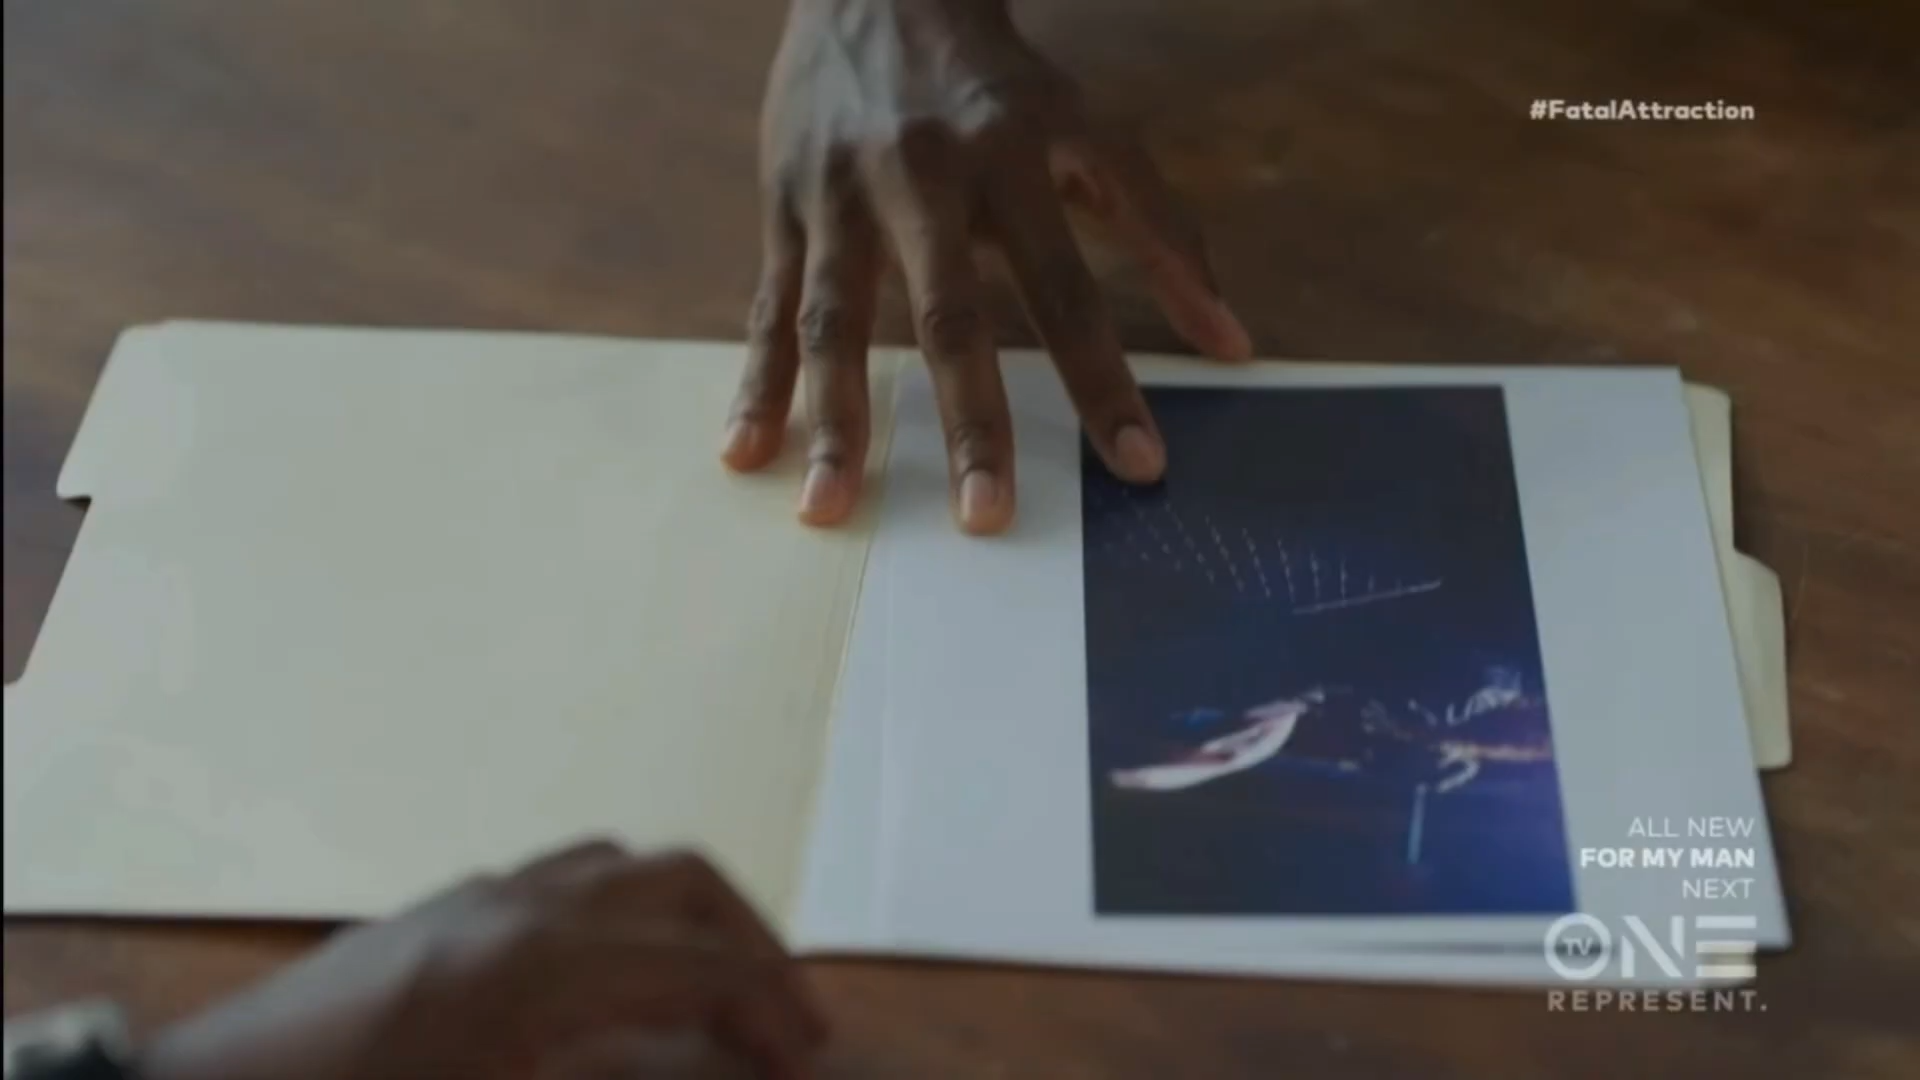 #FatalAttraction
ALL NEW
FOR MY MAN
NEXT
TV ONE
REPRESENT.